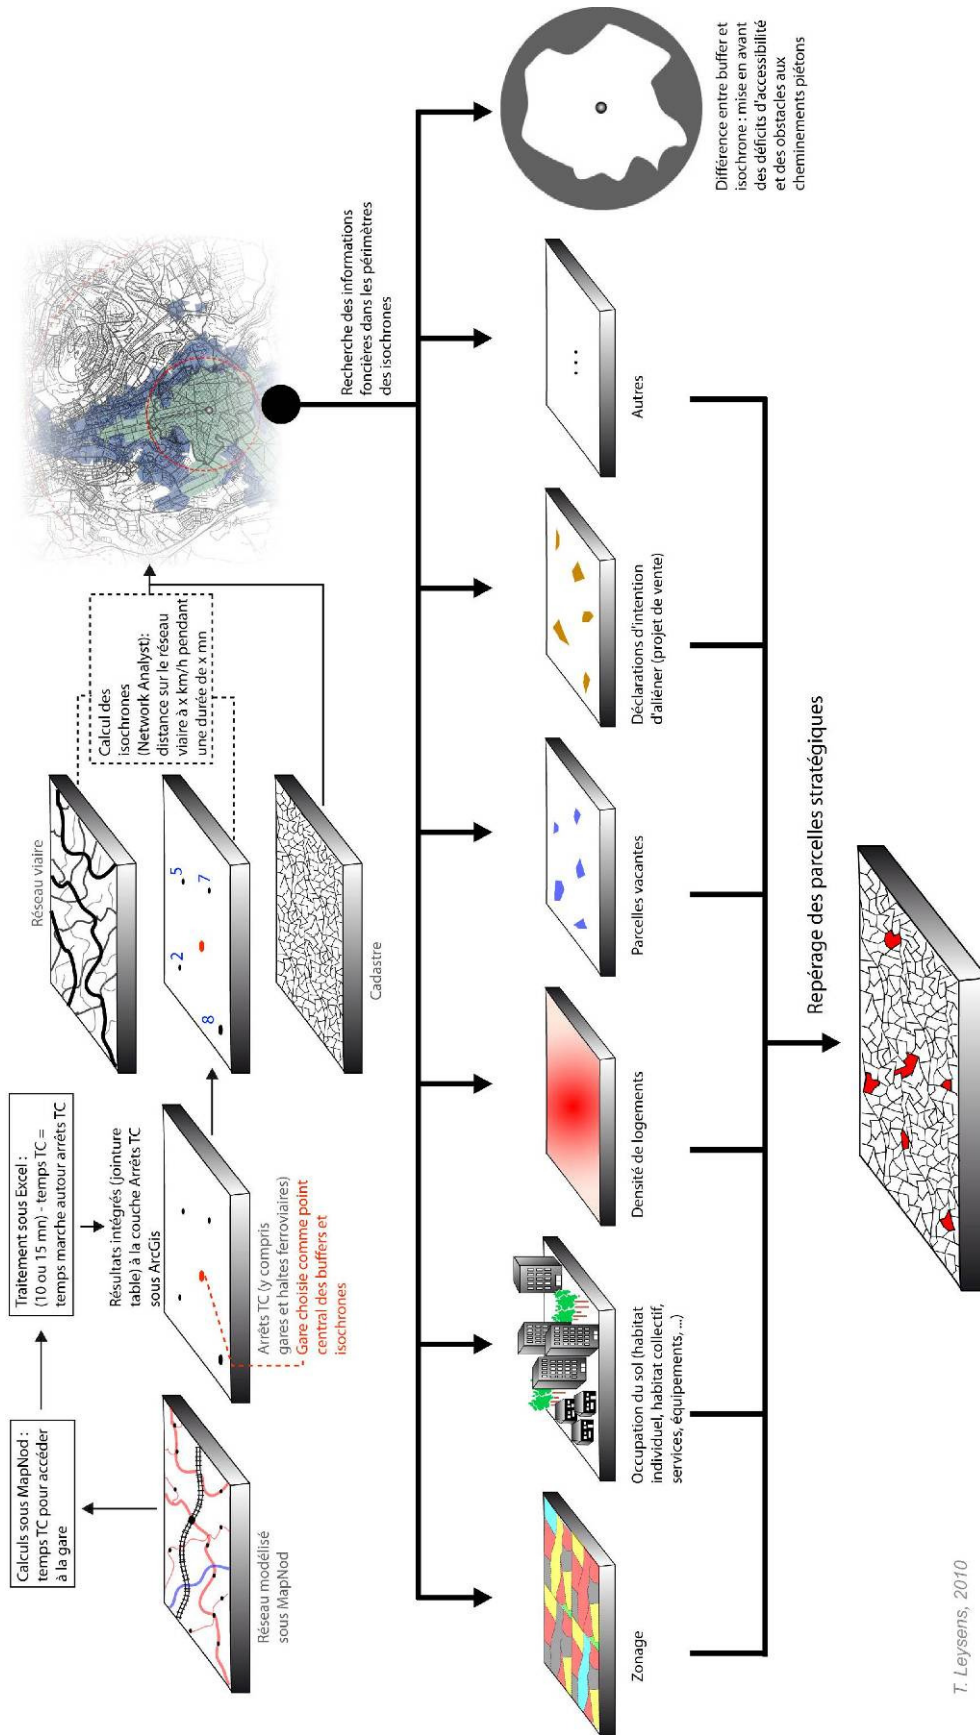 Calculs sous MapNod :
temps TC pour accéder
à la gare
Traitement sous Excel :
(10 ou 15 mn) - temps TC =
temps marche autour arrêts TC
Réseau modélisé
sous MapNod
Résultats intégrés (jointure
table) à la couche Arrêts TC
sous ArcGis
Arrêts TC (y compris
gares et haltes ferroviaires)
Gare choisie comme point
central des buffers et
isochrones
Réseau viaire
8
2
5
7
Cadastre
Calcul des
isochrones
(Network Analyst):
distance sur le réseau
viaire à x km/h pendant
une durée de x mn
Recherche des informations
foncières dans les périmètres
des isochrones
Zonage
Occupation du sol (habitat
individuel, habitat collectif,
services, équipements, ...)
Densité de logements
Parcelles vacantes
Déclarations d'intention
d'aliéner (projet de vente)
...
Autres
Différence entre buffer et
isochrone : mise en avant
des déficits d'accessibilité
et des obstacles aux
cheminements piétons
Repérage des parcelles stratégiques
T. Leysens, 2010